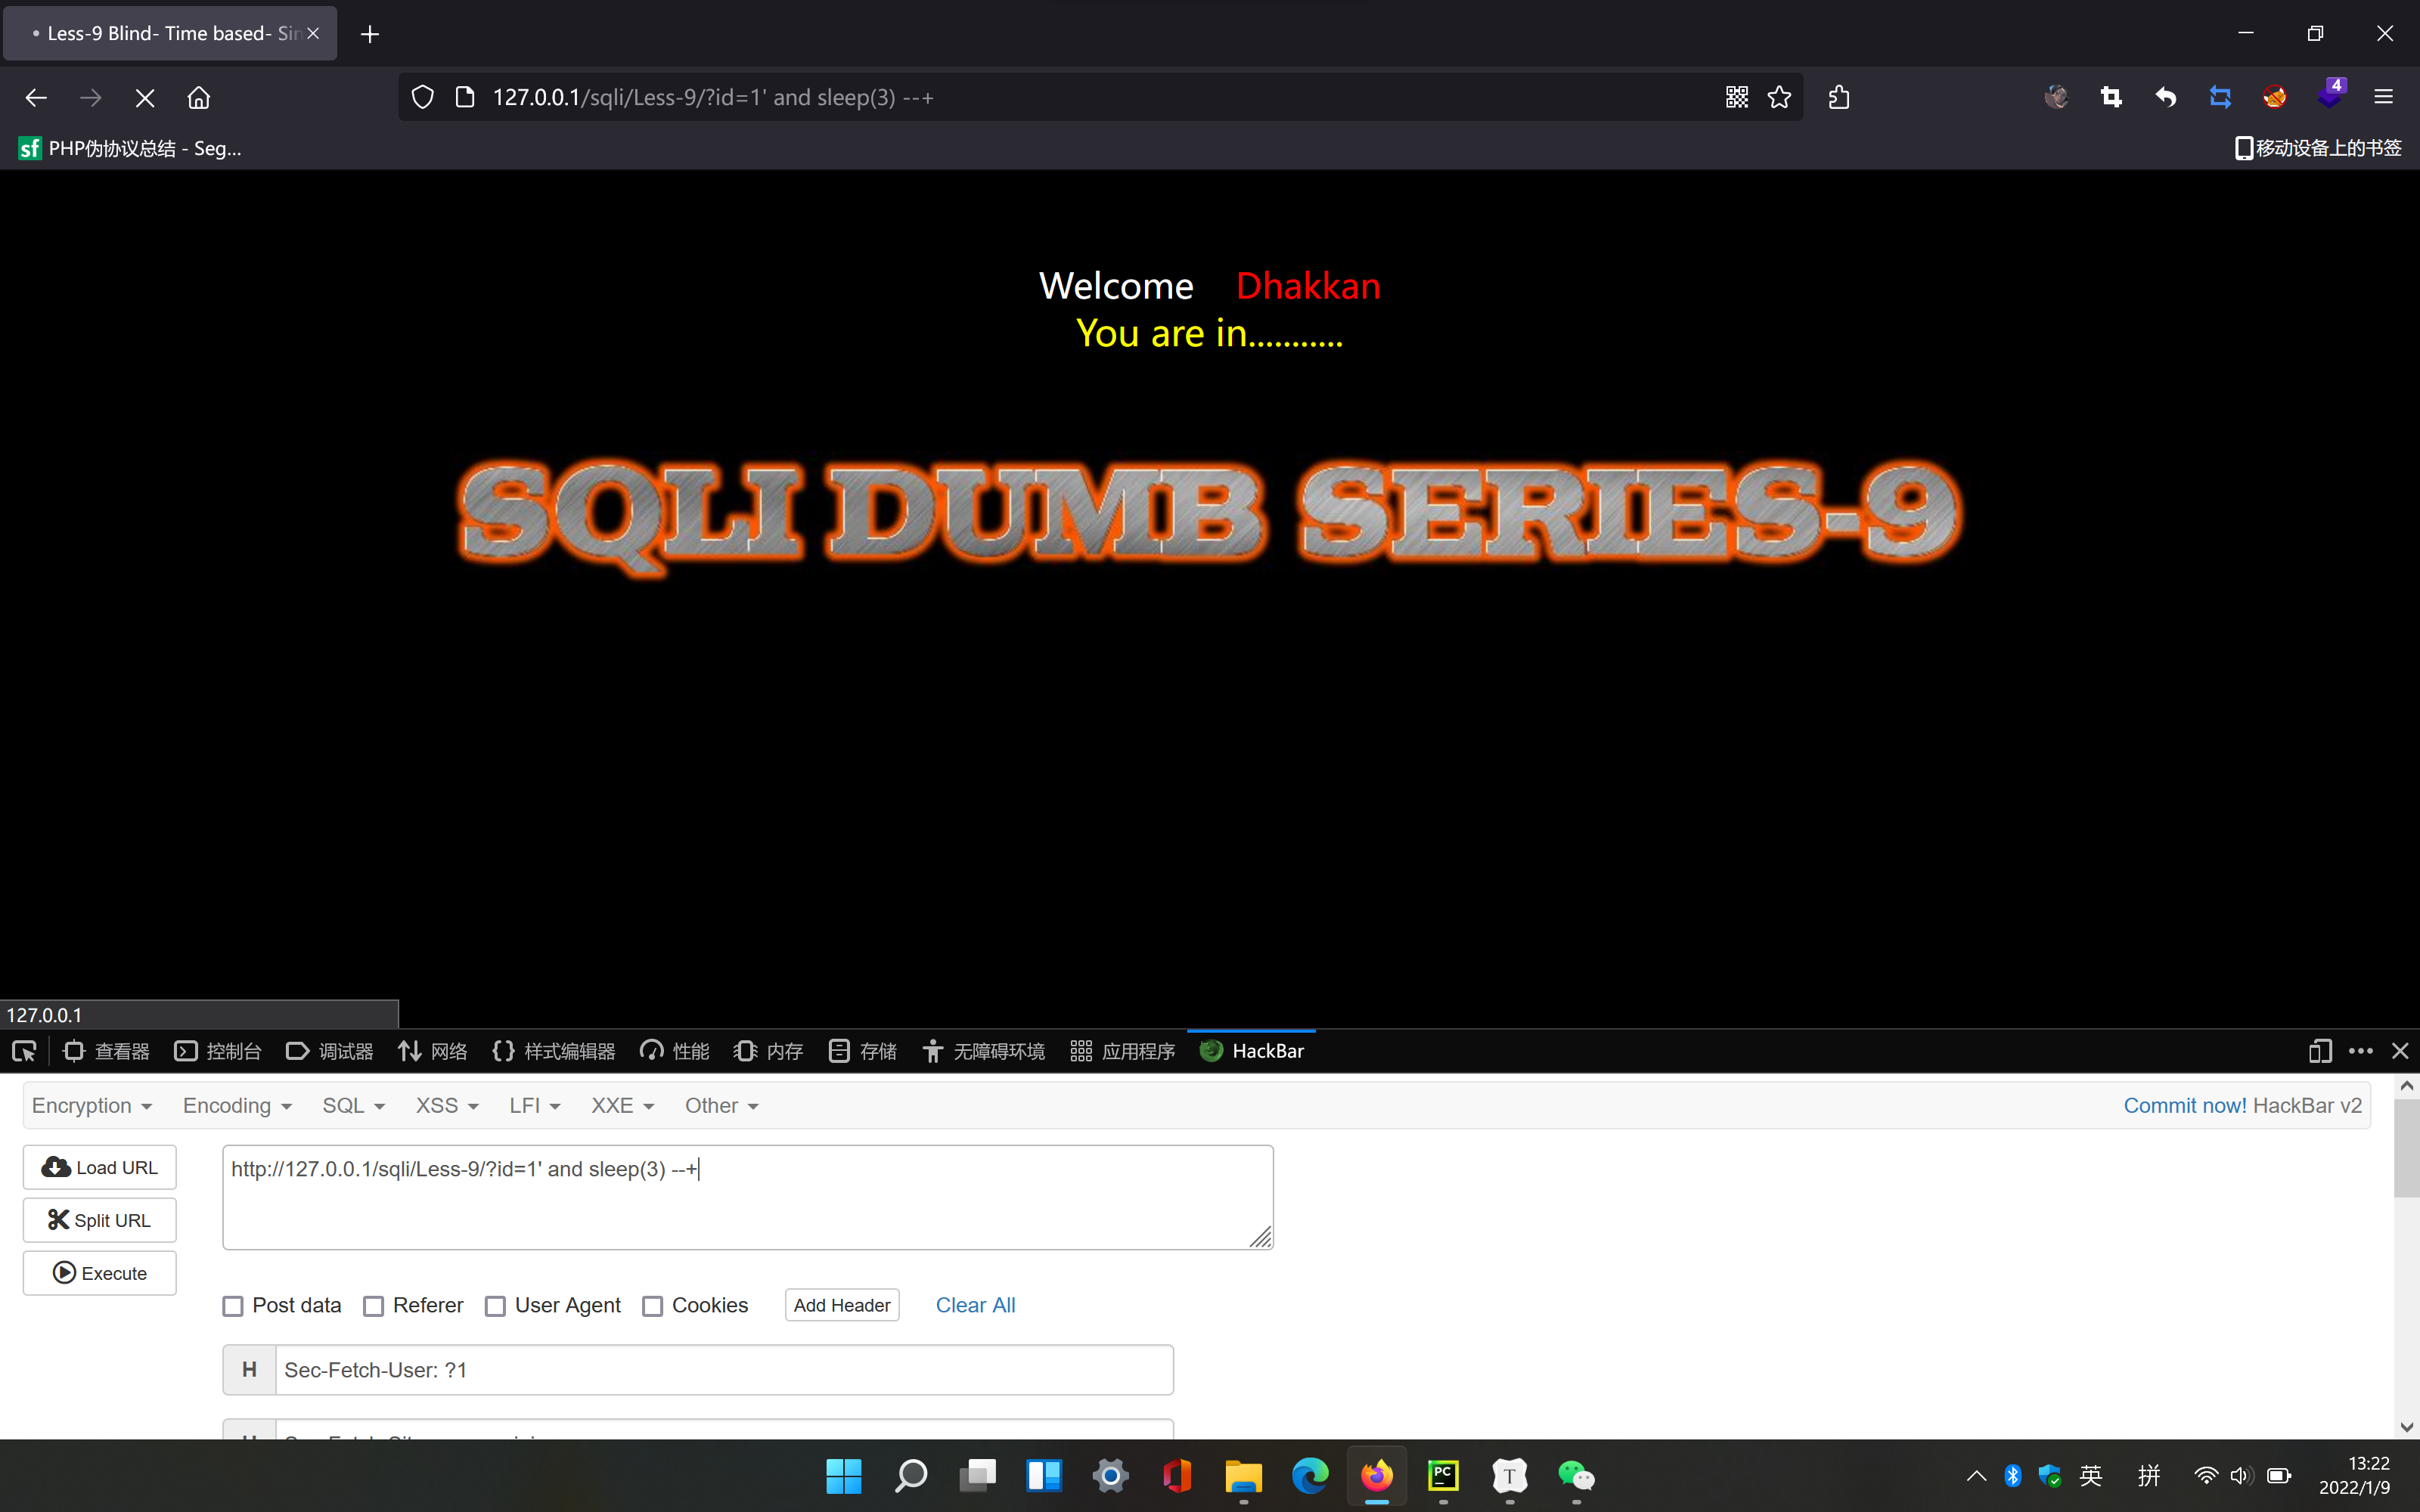 Less-9 Blind- Time based- Sin
127.0.0.1/sqli/Less-9/?id=1' and sleep(3) --+
4
sf PHP伪协议总结 - Seg...
移动设备上的书签
Welcome Dhakkan
You are in...........
SQLI DUMB SERIES-9
127.0.0.1
查看器 控制台 调试器 网络 {} 样式编辑器 性能 内存 存储 无障碍环境 应用程序 HackBar
Encryption Encoding SQL XSS LFI XXE Other Commit now! HackBar v2
Load URL
http://127.0.0.1/sqli/Less-9/?id=1' and sleep(3) --+
Split URL
Execute
Post data Referer User Agent Cookies Add Header Clear All
H Sec-Fetch-User: ?1
PC T 英 拼 13:22
2022/1/9